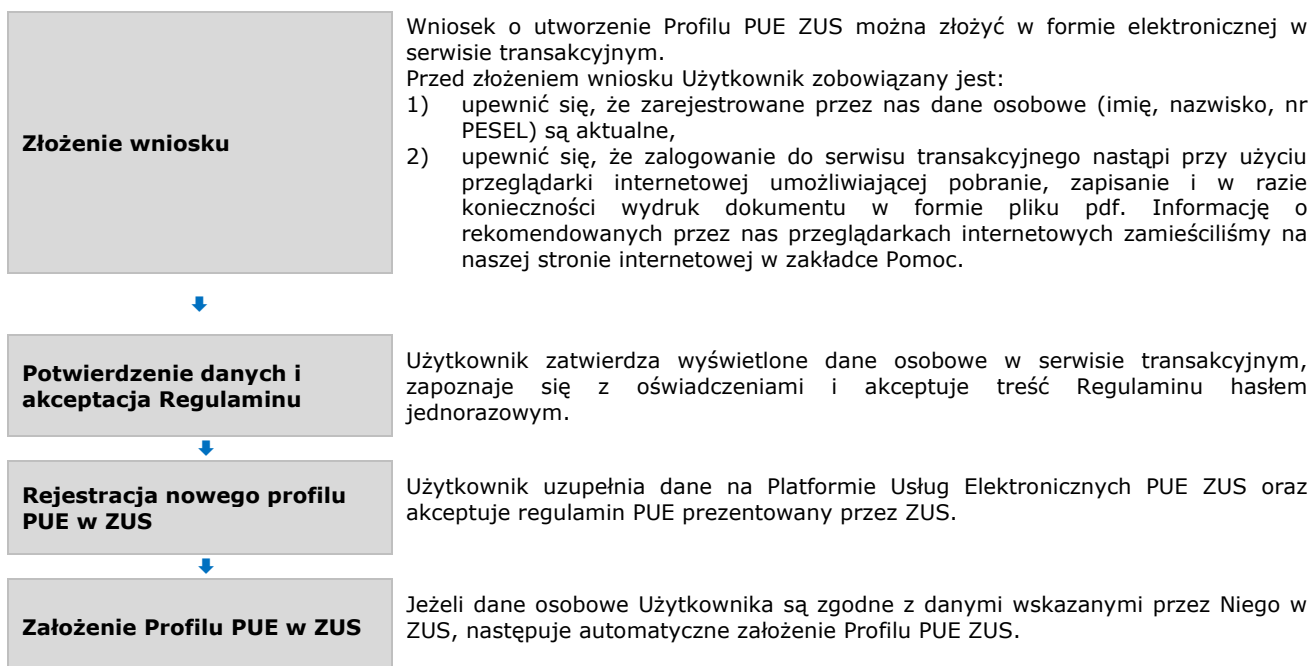 Złożenie wniosku
Wniosek o utworzenie Profilu PUE ZUS można złożyć w formie elektronicznej w
serwisie transakcyjnym.
Przed złożeniem wniosku Użytkownik zobowiązany jest:
1) upewnić się, że zarejestrowane przez nas dane osobowe (imię, nazwisko, nr
PESEL) są aktualne,
2) upewnić się, że zalogowanie do serwisu transakcyjnego nastąpi przy użyciu
przeglądarki internetowej umożliwiającej pobranie, zapisanie i w razie
konieczności wydruk dokumentu w formie pliku pdf. Informację o
rekomendowanych przez nas przeglądarkach internetowych zamieściliśmy na
naszej stronie internetowej w zakładce Pomoc.
Potwierdzenie danych i
akceptacja Regulaminu
Użytkownik zatwierdza wyświetlone dane osobowe w serwisie transakcyjnym,
zapoznaje się z oświadczeniami i akceptuje treść Regulaminu hasłem
jednorazowym.
Rejestracja nowego profilu
PUE w ZUS
Użytkownik uzupełnia dane na Platformie Usług Elektronicznych PUE ZUS oraz
akceptuje regulamin PUE prezentowany przez ZUS.
Założenie Profilu PUE w ZUS
Jeżeli dane osobowe Użytkownika są zgodne z danymi wskazanymi przez Niego w
ZUS, następuje automatyczne założenie Profilu PUE ZUS.